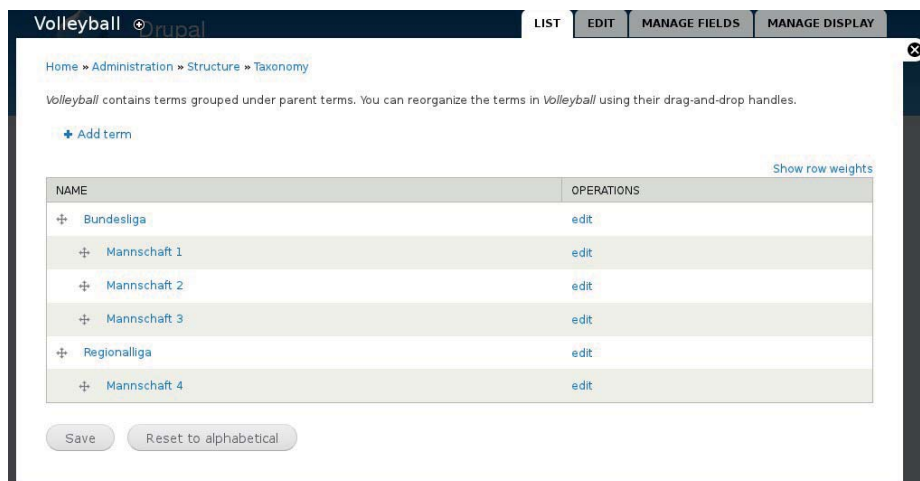 Volleyball Drupal LIST EDIT MANAGE FIELDS MANAGE DISPLAY
Home » Administration » Structure » Taxonomy
Volleyball contains terms grouped under parent terms. You can reorganize the terms in Volleyball using their drag-and-drop handles.
+ Add term
Show row weights
NAME OPERATIONS
Bundesliga edit
Mannschaft 1 edit
Mannschaft 2 edit
Mannschaft 3 edit
Regionalliga edit
Mannschaft 4 edit
Save Reset to alphabetical